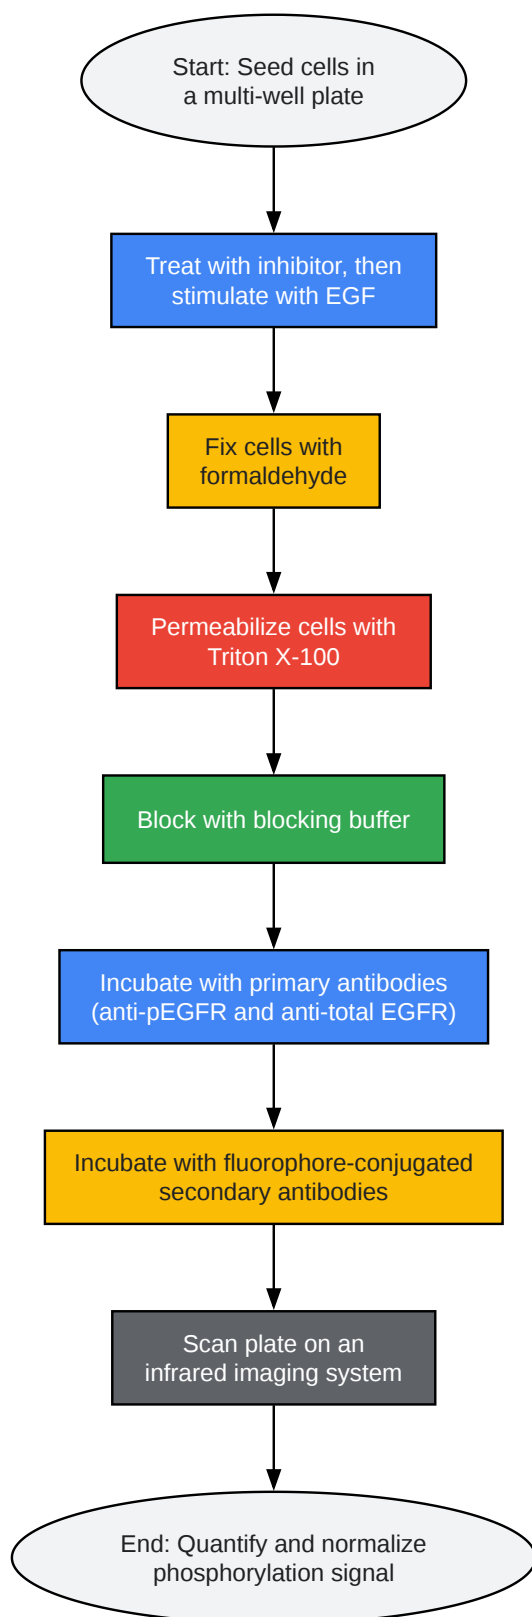 Start: Seed cells in
a multi-well plate
Treat with inhibitor, then
stimulate with EGF
Fix cells with
formaldehyde
Permeabilize cells with
Triton X-100
Block with blocking buffer
Incubate with primary antibodies
(anti-pEGFR and anti-total EGFR)
Incubate with fluorophore-conjugated
secondary antibodies
Scan plate on an
infrared imaging system
End: Quantify and normalize
phosphorylation signal